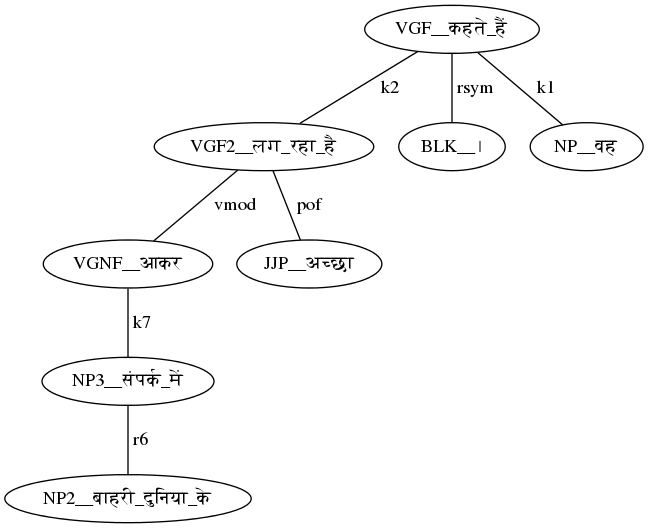 VGF__कहते_हैं
k2 rsym k1
VGF2__लग_रहा_है BLK__। NP__वह
vmod pof
VGNF__आकर JJP__अच्छा
k7
NP3__संपर्क_में
r6
NP2__बाहरी_दुनिया_के